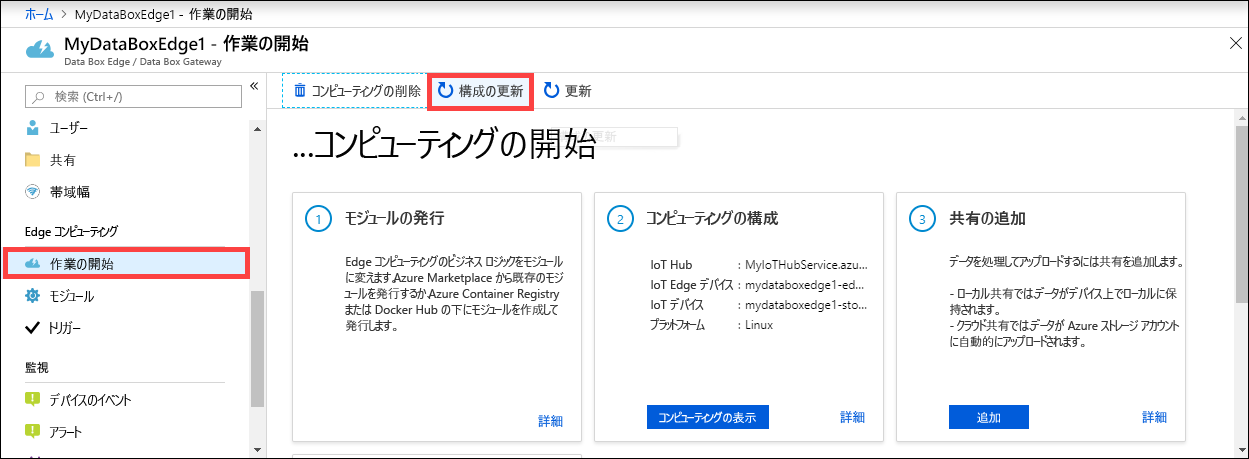 ホーム > MyDataBoxEdge1 - 作業の開始
MyDataBoxEdge1 - 作業の開始
Data Box Edge / Data Box Gateway
検索 (Ctrl+/)
ユーザー
共有
帯域幅
Edge コンピューティング
作業の開始
モジュール
トリガー
監視
デバイスのイベント
アラート
コンピューティングの削除 構成の更新 更新
...コンピューティングの開始
更新
1 モジュールの発行
Edge コンピューティングのビジネス ロジックをモジュール
に変えます。Azure Marketplace から既存のモジ
ュールを発行するか、Azure Container Registry
または Docker Hub の下にモジュールを作成して
発行します。
詳細
2 コンピューティングの構成
IoT Hub : MyIoTHubService.azu...
IoT Edge デバイス : mydataboxedge1-ed...
IoT デバイス : mydataboxedge1-sto...
プラットフォーム : Linux
コンピューティングの表示 詳細
3 共有の追加
データを処理してアップロードするには共有を追加します。
- ローカル共有ではデータがデバイス上でローカルに保
持されます。
- クラウド共有ではデータが Azure ストレージ アカウント
に自動的にアップロードされます。
追加 詳細